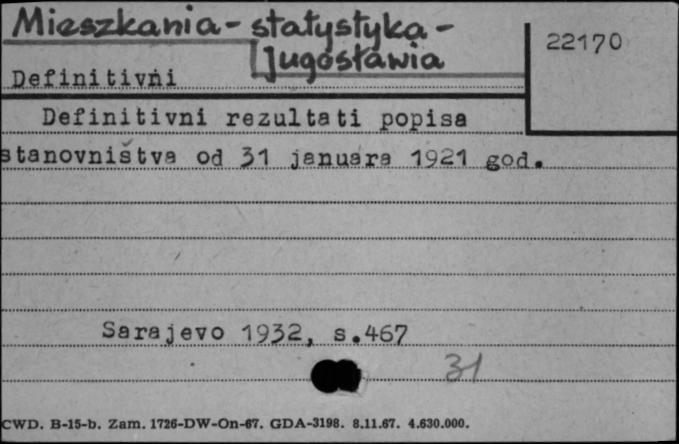 Mieszkania - statystyka -
Jugosławia
22170
Definitivni
Definitivni rezultati popisa
stanovništva od 31 januara 1921 god.
Sarajevo 1932, s.467
31
CWD. B-15-b. Zam. 1726-DW-On-67. GDA-3198. 8.11.67. 4.630.000.